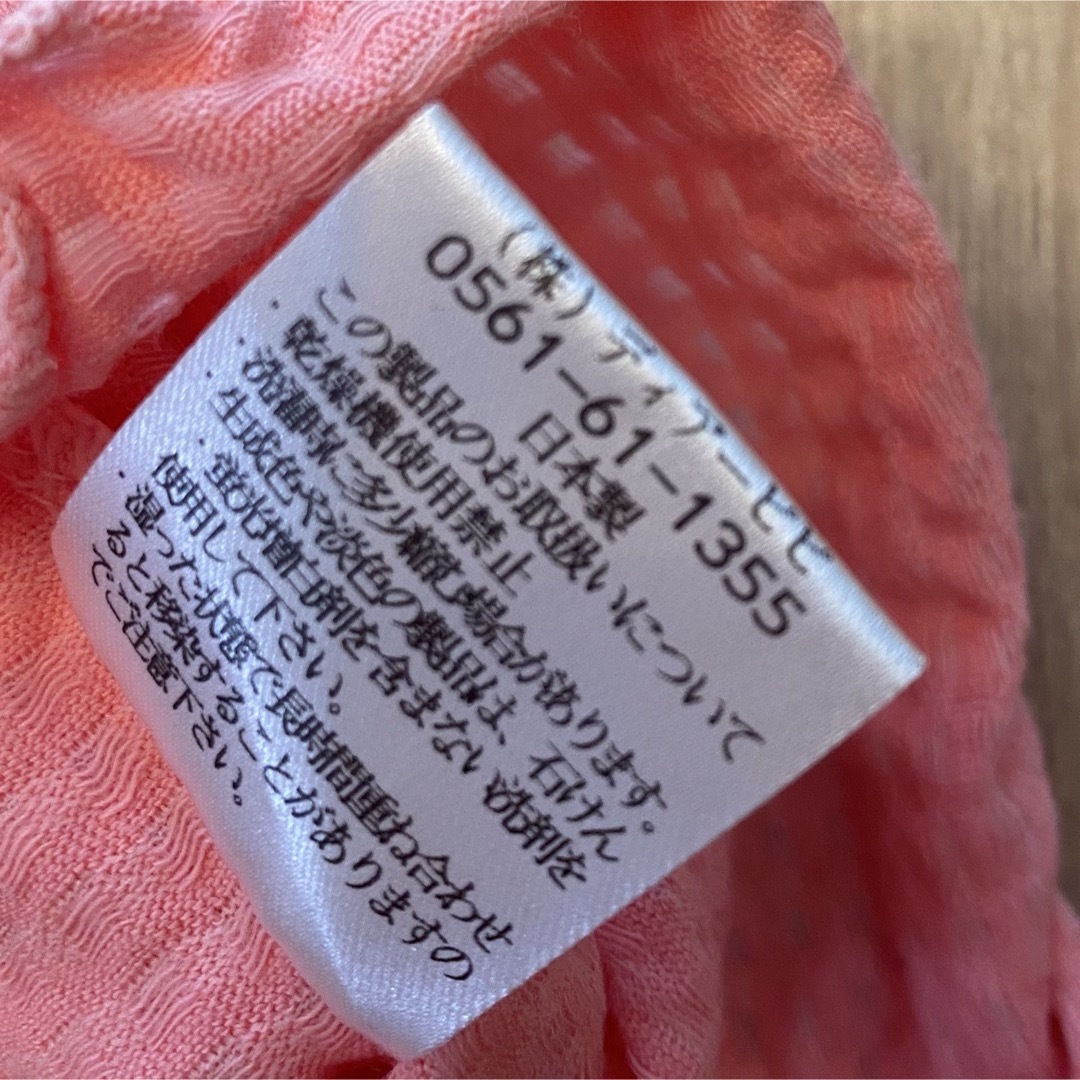 (株)ディアービビ
0561-61-1355
日本製
この製品のお取扱いについて
・乾燥機使用禁止
・洗濯時に多少縮む場合があります。
・生成色や淡色の製品は、石けん
蛍光増白剤を含まない洗剤を
使用して下さい。
・湿った状態で長時間重ね合わせ
ると移染することがありますの
でご注意下さい。